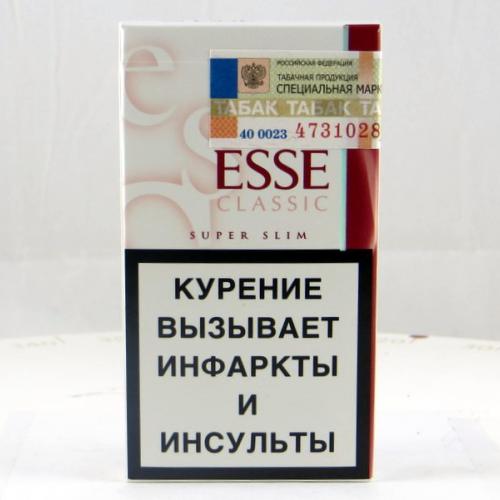 РОССИЙСКАЯ ФЕДЕРАЦИЯ
ТАБАЧНАЯ ПРОДУКЦИЯ
СПЕЦИАЛЬНАЯ МАРК
ТАБАК ТАБАК ТА
40 0023 4731028
ESSE
CLASSIC
SUPER SLIM
КУРЕНИЕ
ВЫЗЫВАЕТ
ИНФАРКТЫ
И
ИНСУЛЬТЫ